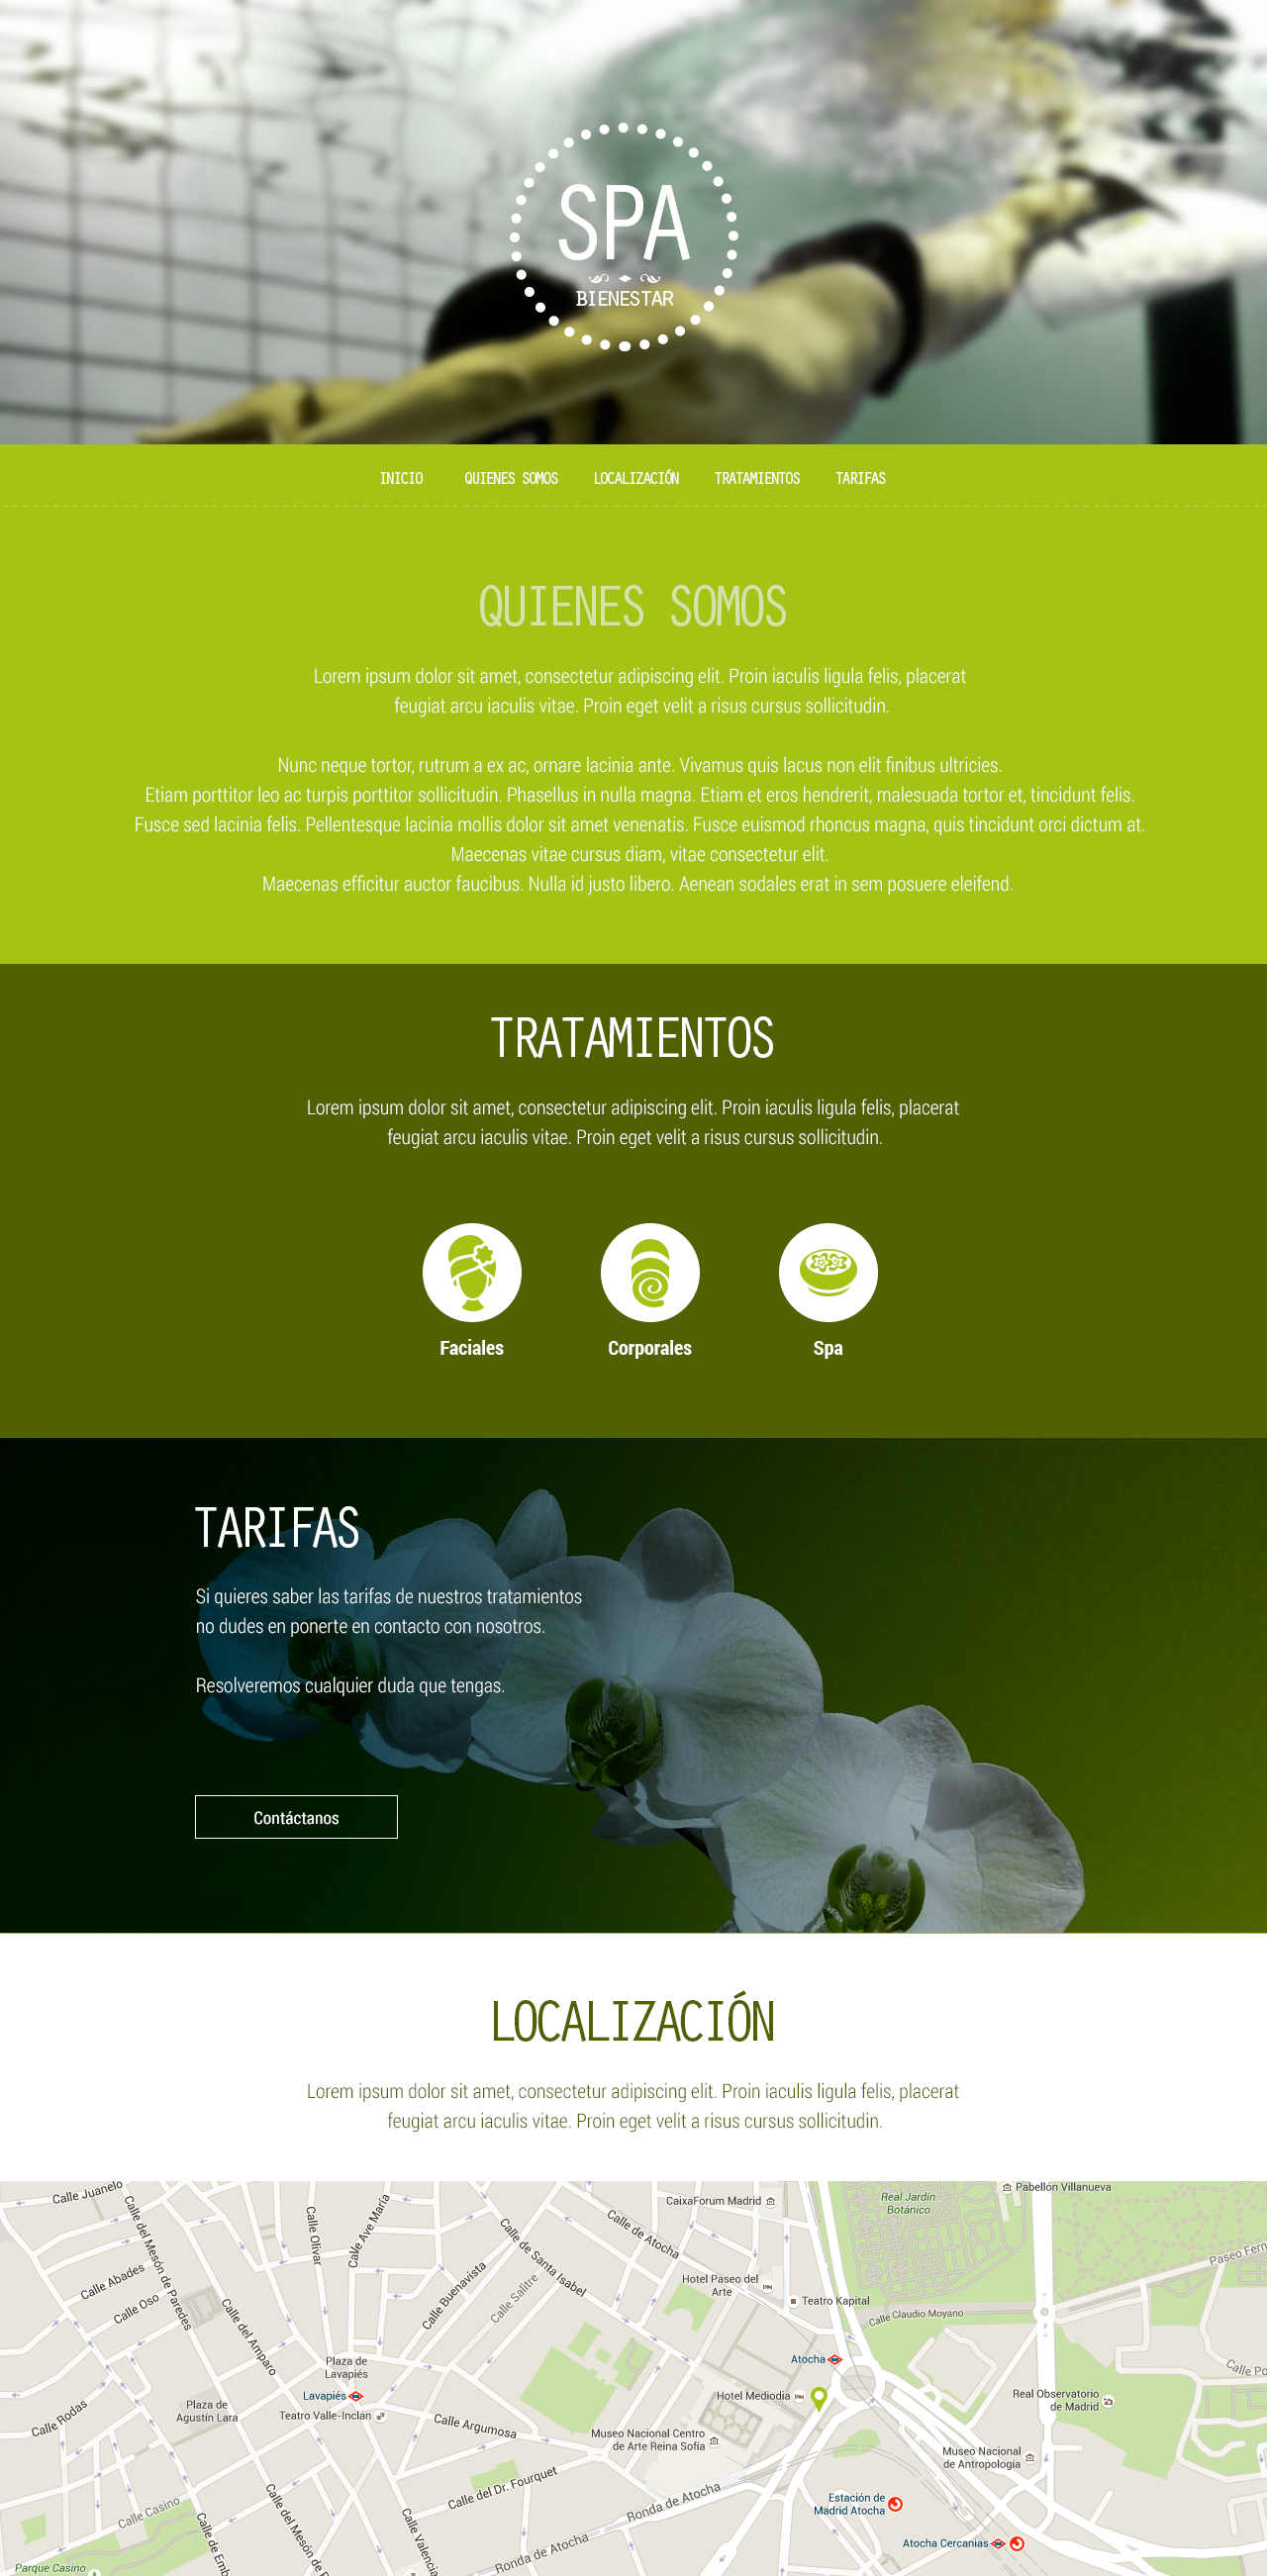 SPA
BIENESTAR
INICIO QUIENES SOMOS LOCALIZACIÓN TRATAMIENTOS TARIFAS
QUIENES SOMOS
Lorem ipsum dolor sit amet, consectetur adipiscing elit. Proin iaculis ligula felis, placerat
feugiat arcu iaculis vitae. Proin eget velit a risus cursus sollicitudin.
Nunc neque tortor, rutrum a ex ac, ornare lacinia ante. Vivamus quis lacus non elit finibus ultricies.
Etiam porttitor leo ac turpis porttitor sollicitudin. Phasellus in nulla magna. Etiam et eros hendrerit, malesuada tortor et, tincidunt felis.
Fusce sed lacinia felis. Pellentesque lacinia mollis dolor sit amet venenatis. Fusce euismod rhoncus magna, quis tincidunt orci dictum at.
Maecenas vitae cursus diam, vitae consectetur elit.
Maecenas efficitur auctor faucibus. Nulla id justo libero. Aenean sodales erat in sem posuere eleifend.
TRATAMIENTOS
Lorem ipsum dolor sit amet, consectetur adipiscing elit. Proin iaculis ligula felis, placerat
feugiat arcu iaculis vitae. Proin eget velit a risus cursus sollicitudin.
Faciales
Corporales
Spa
TARIFAS
Si quieres saber las tarifas de nuestros tratamientos
no dudes en ponerte en contacto con nosotros.
Resolveremos cualquier duda que tengas.
Contáctanos
LOCALIZACIÓN
Lorem ipsum dolor sit amet, consectetur adipiscing elit. Proin iaculis ligula felis, placerat
feugiat arcu iaculis vitae. Proin eget velit a risus cursus sollicitudin.
Calle Juanelo
Calle del Mesón de Paredes
Calle Olivar
Calle Ave María
Calle de Santa Isabel
Calle de Atocha
CaixaForum Madrid
Real Jardín
Botánico
Pabellón Villanueva
Paseo Fern
Calle Abades
Calle Oso
Calle del Amparo
Calle Buenavista
Calle Salitre
Hotel Paseo del
Arte
Teatro Kapital
Calle Claudio Moyano
Plaza de
Lavapiés
Lavapiés
Atocha
Calle Po
Calle Rodas
Plaza de
Agustín Lara
Teatro Valle-Inclán
Calle Argumosa
Hotel Mediodia
Real Observatorio
de Madrid
Museo Nacional Centro
de Arte Reina Sofía
Museo Nacional
de Antropología
Calle del Dr. Fourquet
Ronda de Atocha
Estación de
Madrid Atocha
Calle Casino
Calle de Emb
Calle del Mesón de P
Calle Valencia
Ronda de Atocha
Atocha Cercanías
Parque Casino